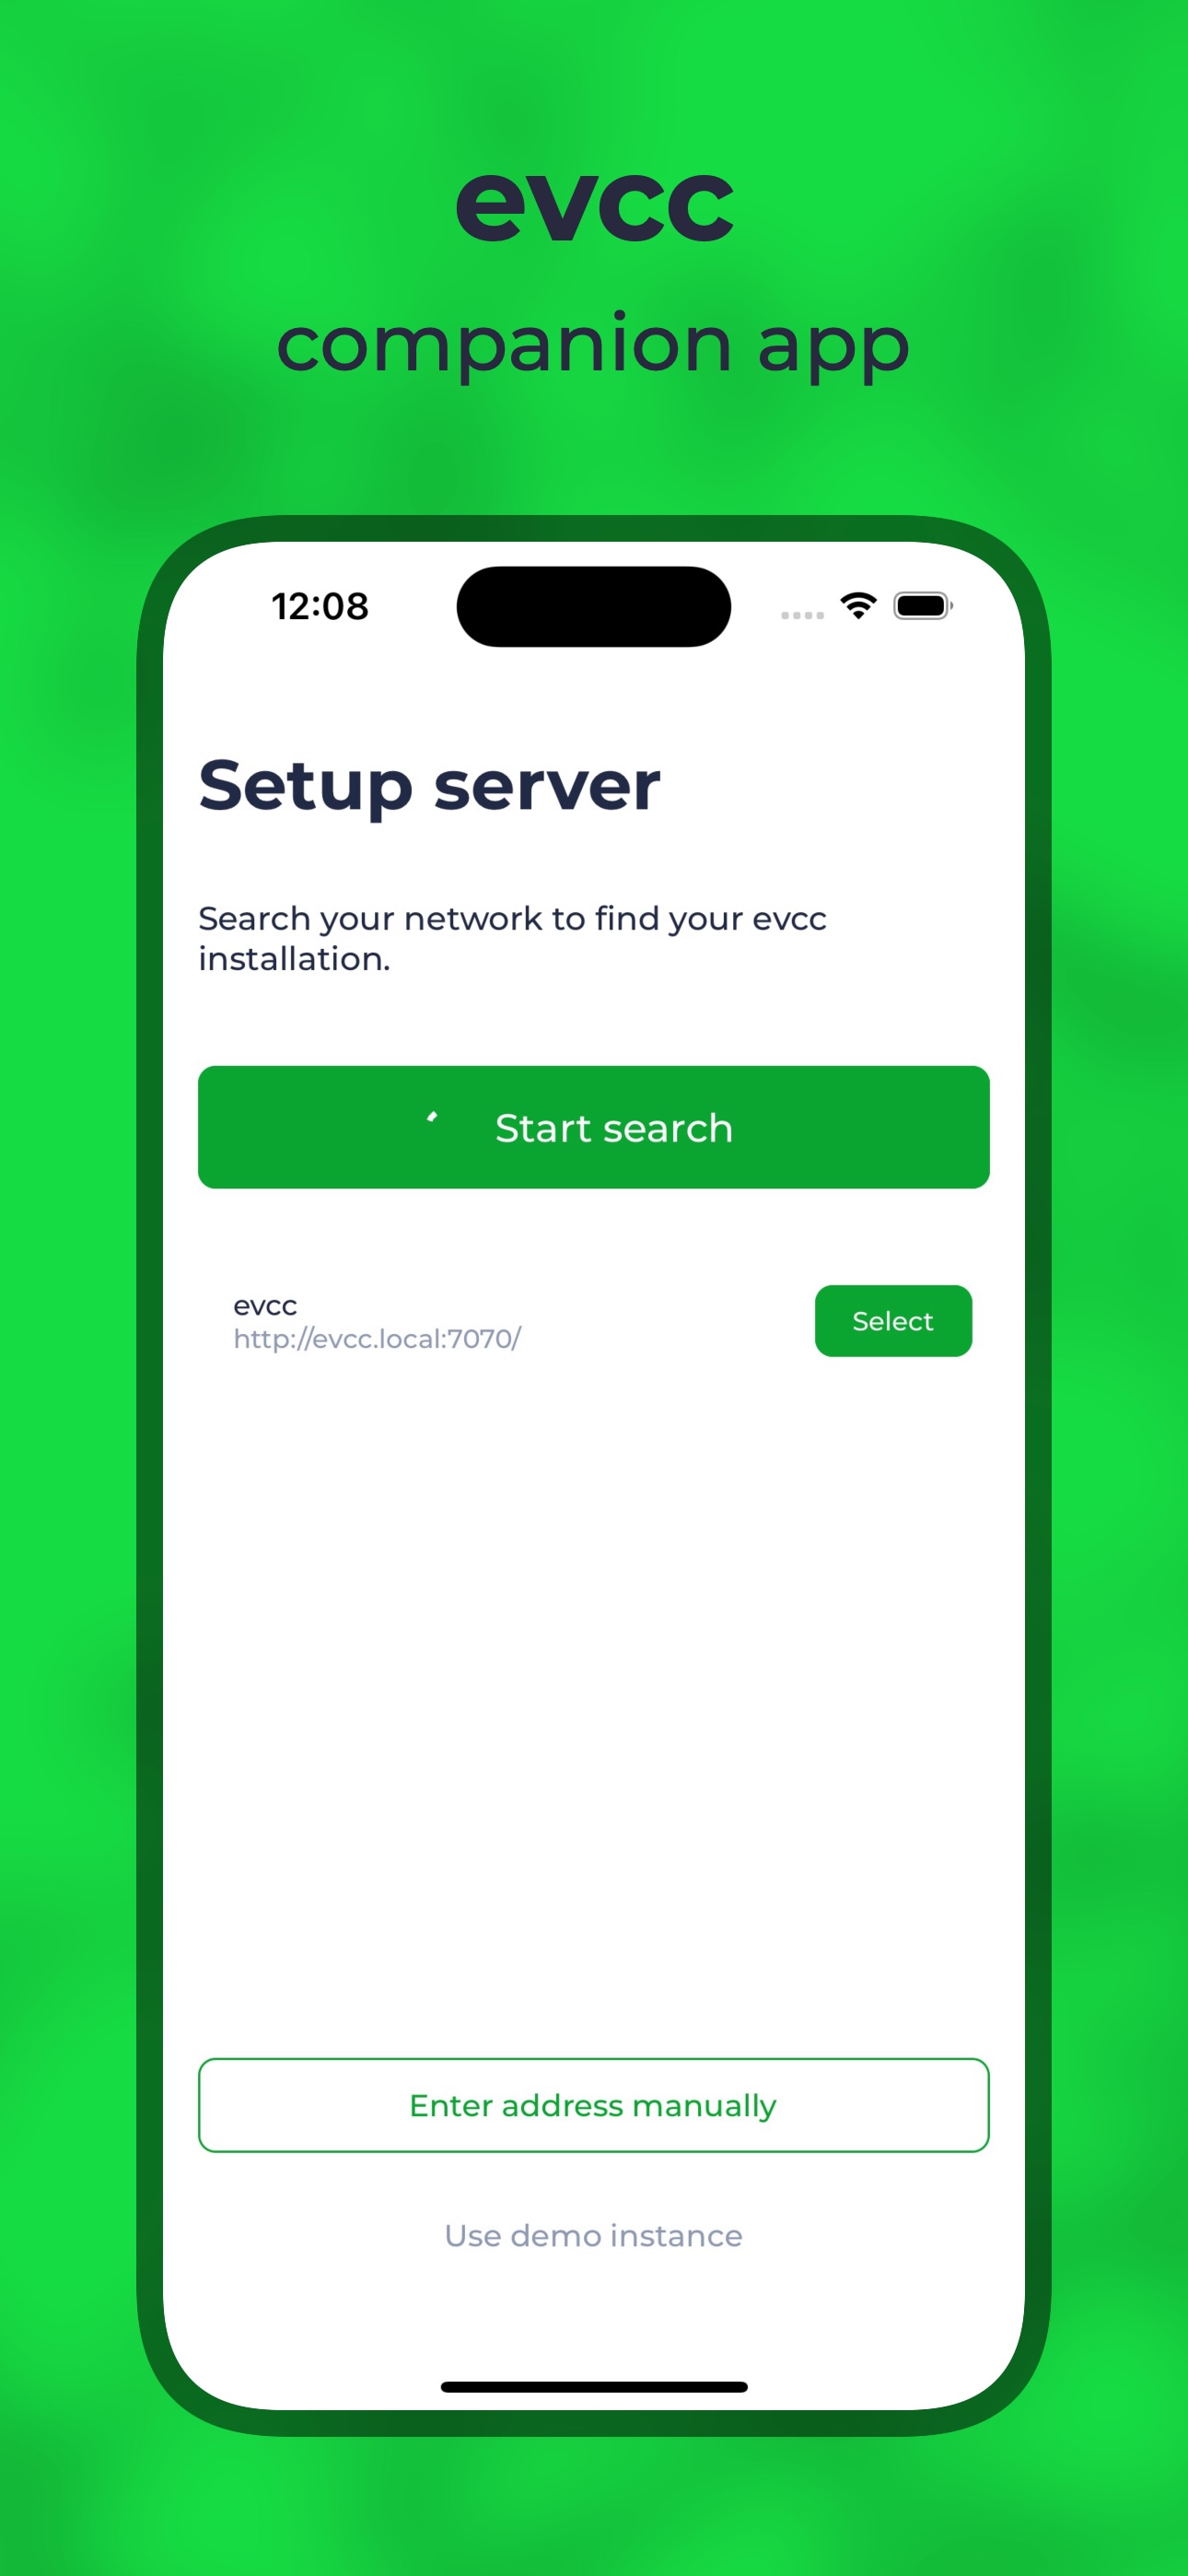 evcc
companion app
12:08
Setup server
Search your network to find your evcc
installation.
Start search
evcc
http://evcc.local:7070/
Select
Enter address manually
Use demo instance